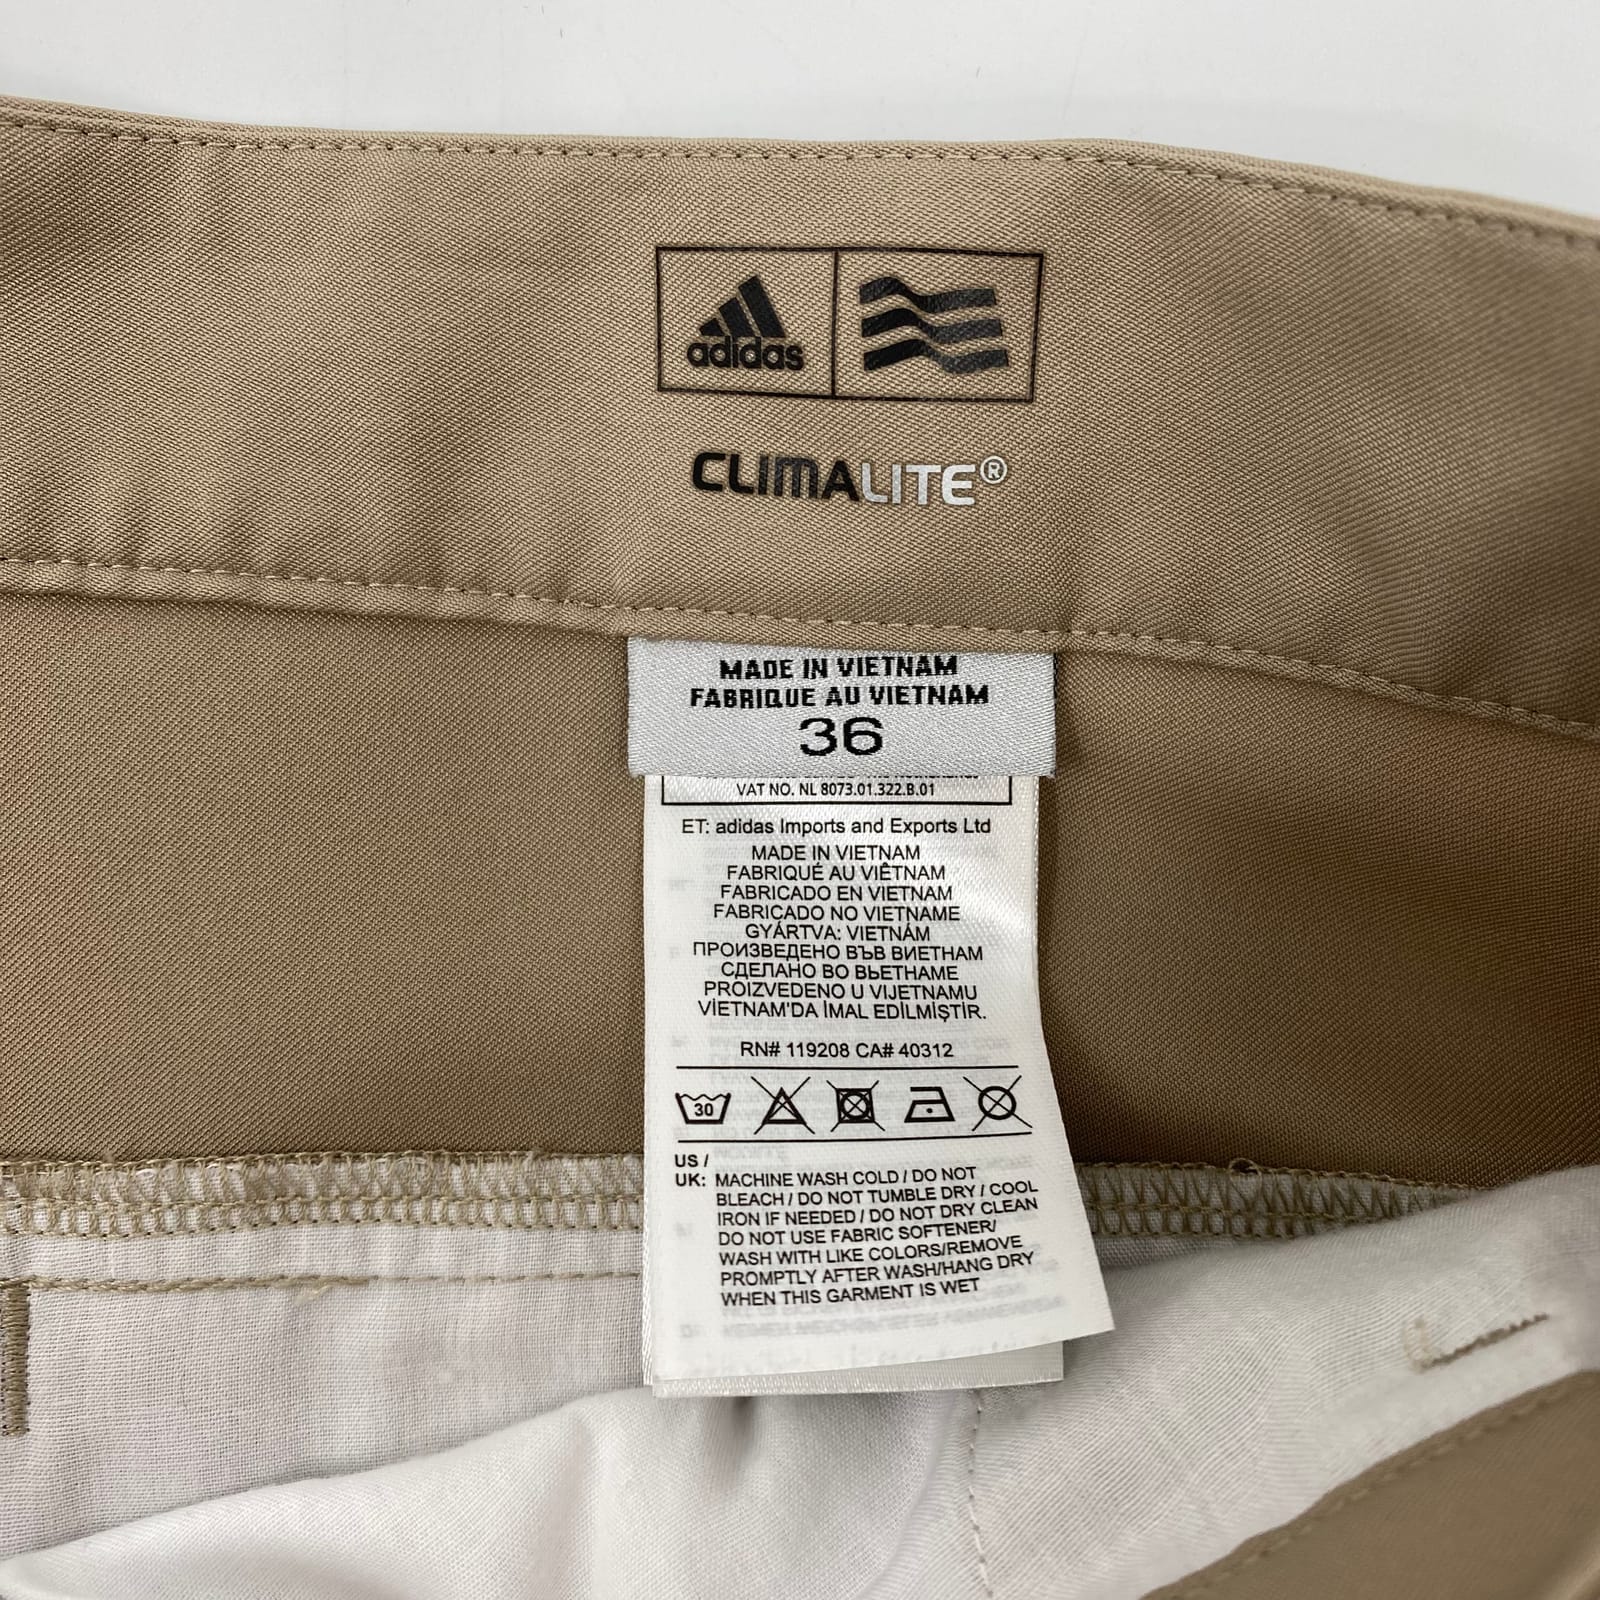 adidas
CLIMALITE®
MADE IN VIETNAM
FABRIQUE AU VIETNAM
36
VAT NO. NL 8073.01.322.B.01
ET: adidas Imports and Exports Ltd
MADE IN VIETNAM
FABRIQUÉ AU VIÊTNAM
FABRICADO EN VIETNAM
FABRICADO NO VIETNAME
GYÁRTVA: VIETNÁM
ПРОИЗВЕДЕНО ВЪВ ВИЕТНАМ
СДЕЛАНО ВО ВЬЕТНАМЕ
PROIZVEDENO U VIJETNAMU
VİETNAM'DA İMAL EDİLMİŞTİR.
RN# 119208 CA# 40312
30
US /
UK: MACHINE WASH COLD / DO NOT
BLEACH / DO NOT TUMBLE DRY / COOL
IRON IF NEEDED / DO NOT DRY CLEAN
DO NOT USE FABRIC SOFTENER/
WASH WITH LIKE COLORS/REMOVE
PROMPTLY AFTER WASH/HANG DRY
WHEN THIS GARMENT IS WET